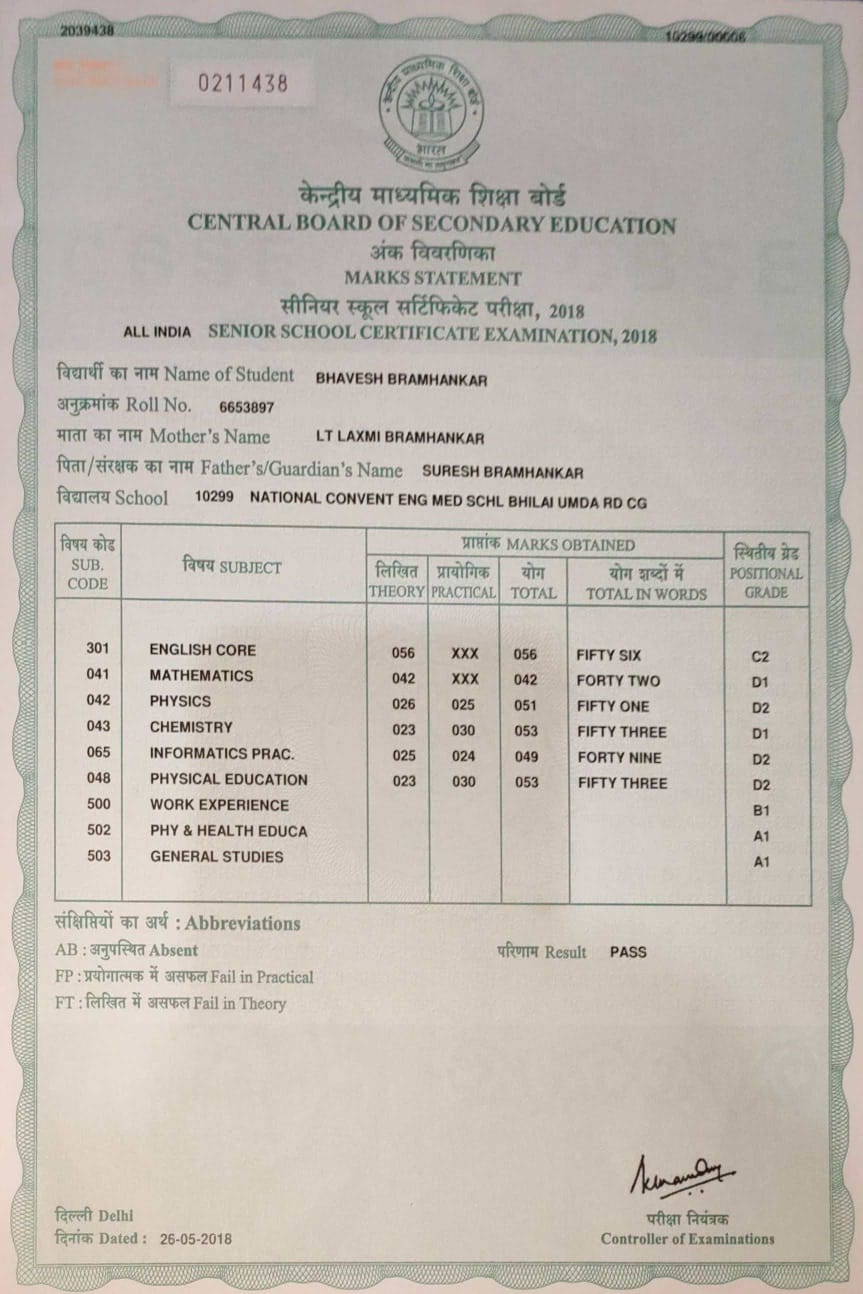 2039438
10299/00006
0211438
केन्द्रीय माध्यमिक शिक्षा बोर्ड
भारत
केन्द्रीय माध्यमिक शिक्षा बोर्ड
CENTRAL BOARD OF SECONDARY EDUCATION
अंक विवरणिका
MARKS STATEMENT
सीनियर स्कूल सर्टिफिकेट परीक्षा, 2018
ALL INDIA SENIOR SCHOOL CERTIFICATE EXAMINATION, 2018
विद्यार्थी का नाम Name of Student BHAVESH BRAMHANKAR
अनुक्रमांक Roll No. 6653897
माता का नाम Mother's Name LT LAXMI BRAMHANKAR
पिता/संरक्षक का नाम Father's/Guardian's Name SURESH BRAMHANKAR
विद्यालय School 10299 NATIONAL CONVENT ENG MED SCHL BHILAI UMDA RD CG
विषय कोड SUB. CODE विषय SUBJECT प्राप्तांक MARKS OBTAINED स्थितीय ग्रेड POSITIONAL GRADE
लिखित THEORY प्रायोगिक PRACTICAL योग TOTAL योग शब्दों में TOTAL IN WORDS
301 ENGLISH CORE 056 XXX 056 FIFTY SIX C2
041 MATHEMATICS 042 XXX 042 FORTY TWO D1
042 PHYSICS 026 025 051 FIFTY ONE D2
043 CHEMISTRY 023 030 053 FIFTY THREE D1
065 INFORMATICS PRAC. 025 024 049 FORTY NINE D2
048 PHYSICAL EDUCATION 023 030 053 FIFTY THREE D2
500 WORK EXPERIENCE B1
502 PHY & HEALTH EDUCA A1
503 GENERAL STUDIES A1
संक्षिप्तियों का अर्थ : Abbreviations
AB : अनुपस्थित Absent परिणाम Result PASS
FP : प्रयोगात्मक में असफल Fail in Practical
FT : लिखित में असफल Fail in Theory
दिल्ली Delhi
दिनांक Dated : 26-05-2018
परीक्षा नियंत्रक
Controller of Examinations